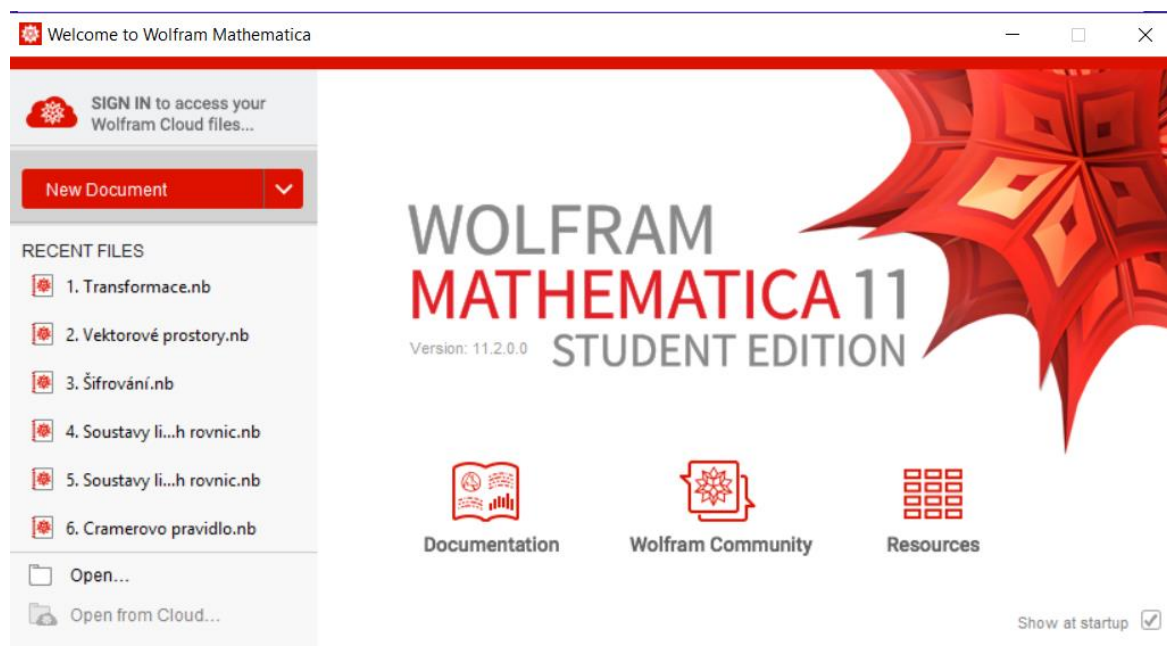 Welcome to Wolfram Mathematica
SIGN IN to access your
Wolfram Cloud files...
New Document
RECENT FILES
1. Transformace.nb
2. Vektorové prostory.nb
3. Šifrování.nb
4. Soustavy li...h rovnic.nb
5. Soustavy li...h rovnic.nb
6. Cramerovo pravidlo.nb
Open...
Open from Cloud...
WOLFRAM
MATHEMATICA 11
Version: 11.2.0.0 STUDENT EDITION
Documentation
Wolfram Community
Resources
Show at startup